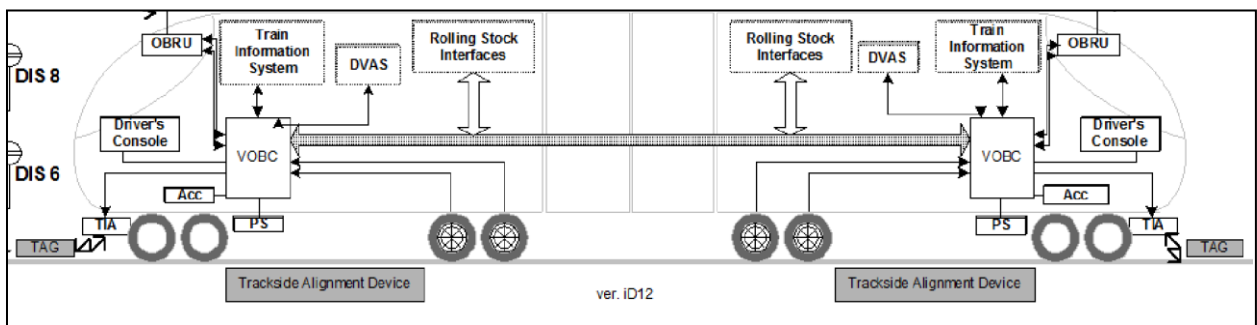 OBRU
Train
Information
System
DVAS
Rolling Stock
Interfaces
Rolling Stock
Interfaces
DVAS
Train
Information
System
OBRU
DIS 8
Driver's
Console
VOBC
VOBC
Driver's
Console
DIS 6
Acc
Acc
TIA
PS
PS
TIA
TAG
TAG
Trackside Alignment Device
Trackside Alignment Device
ver. iD12